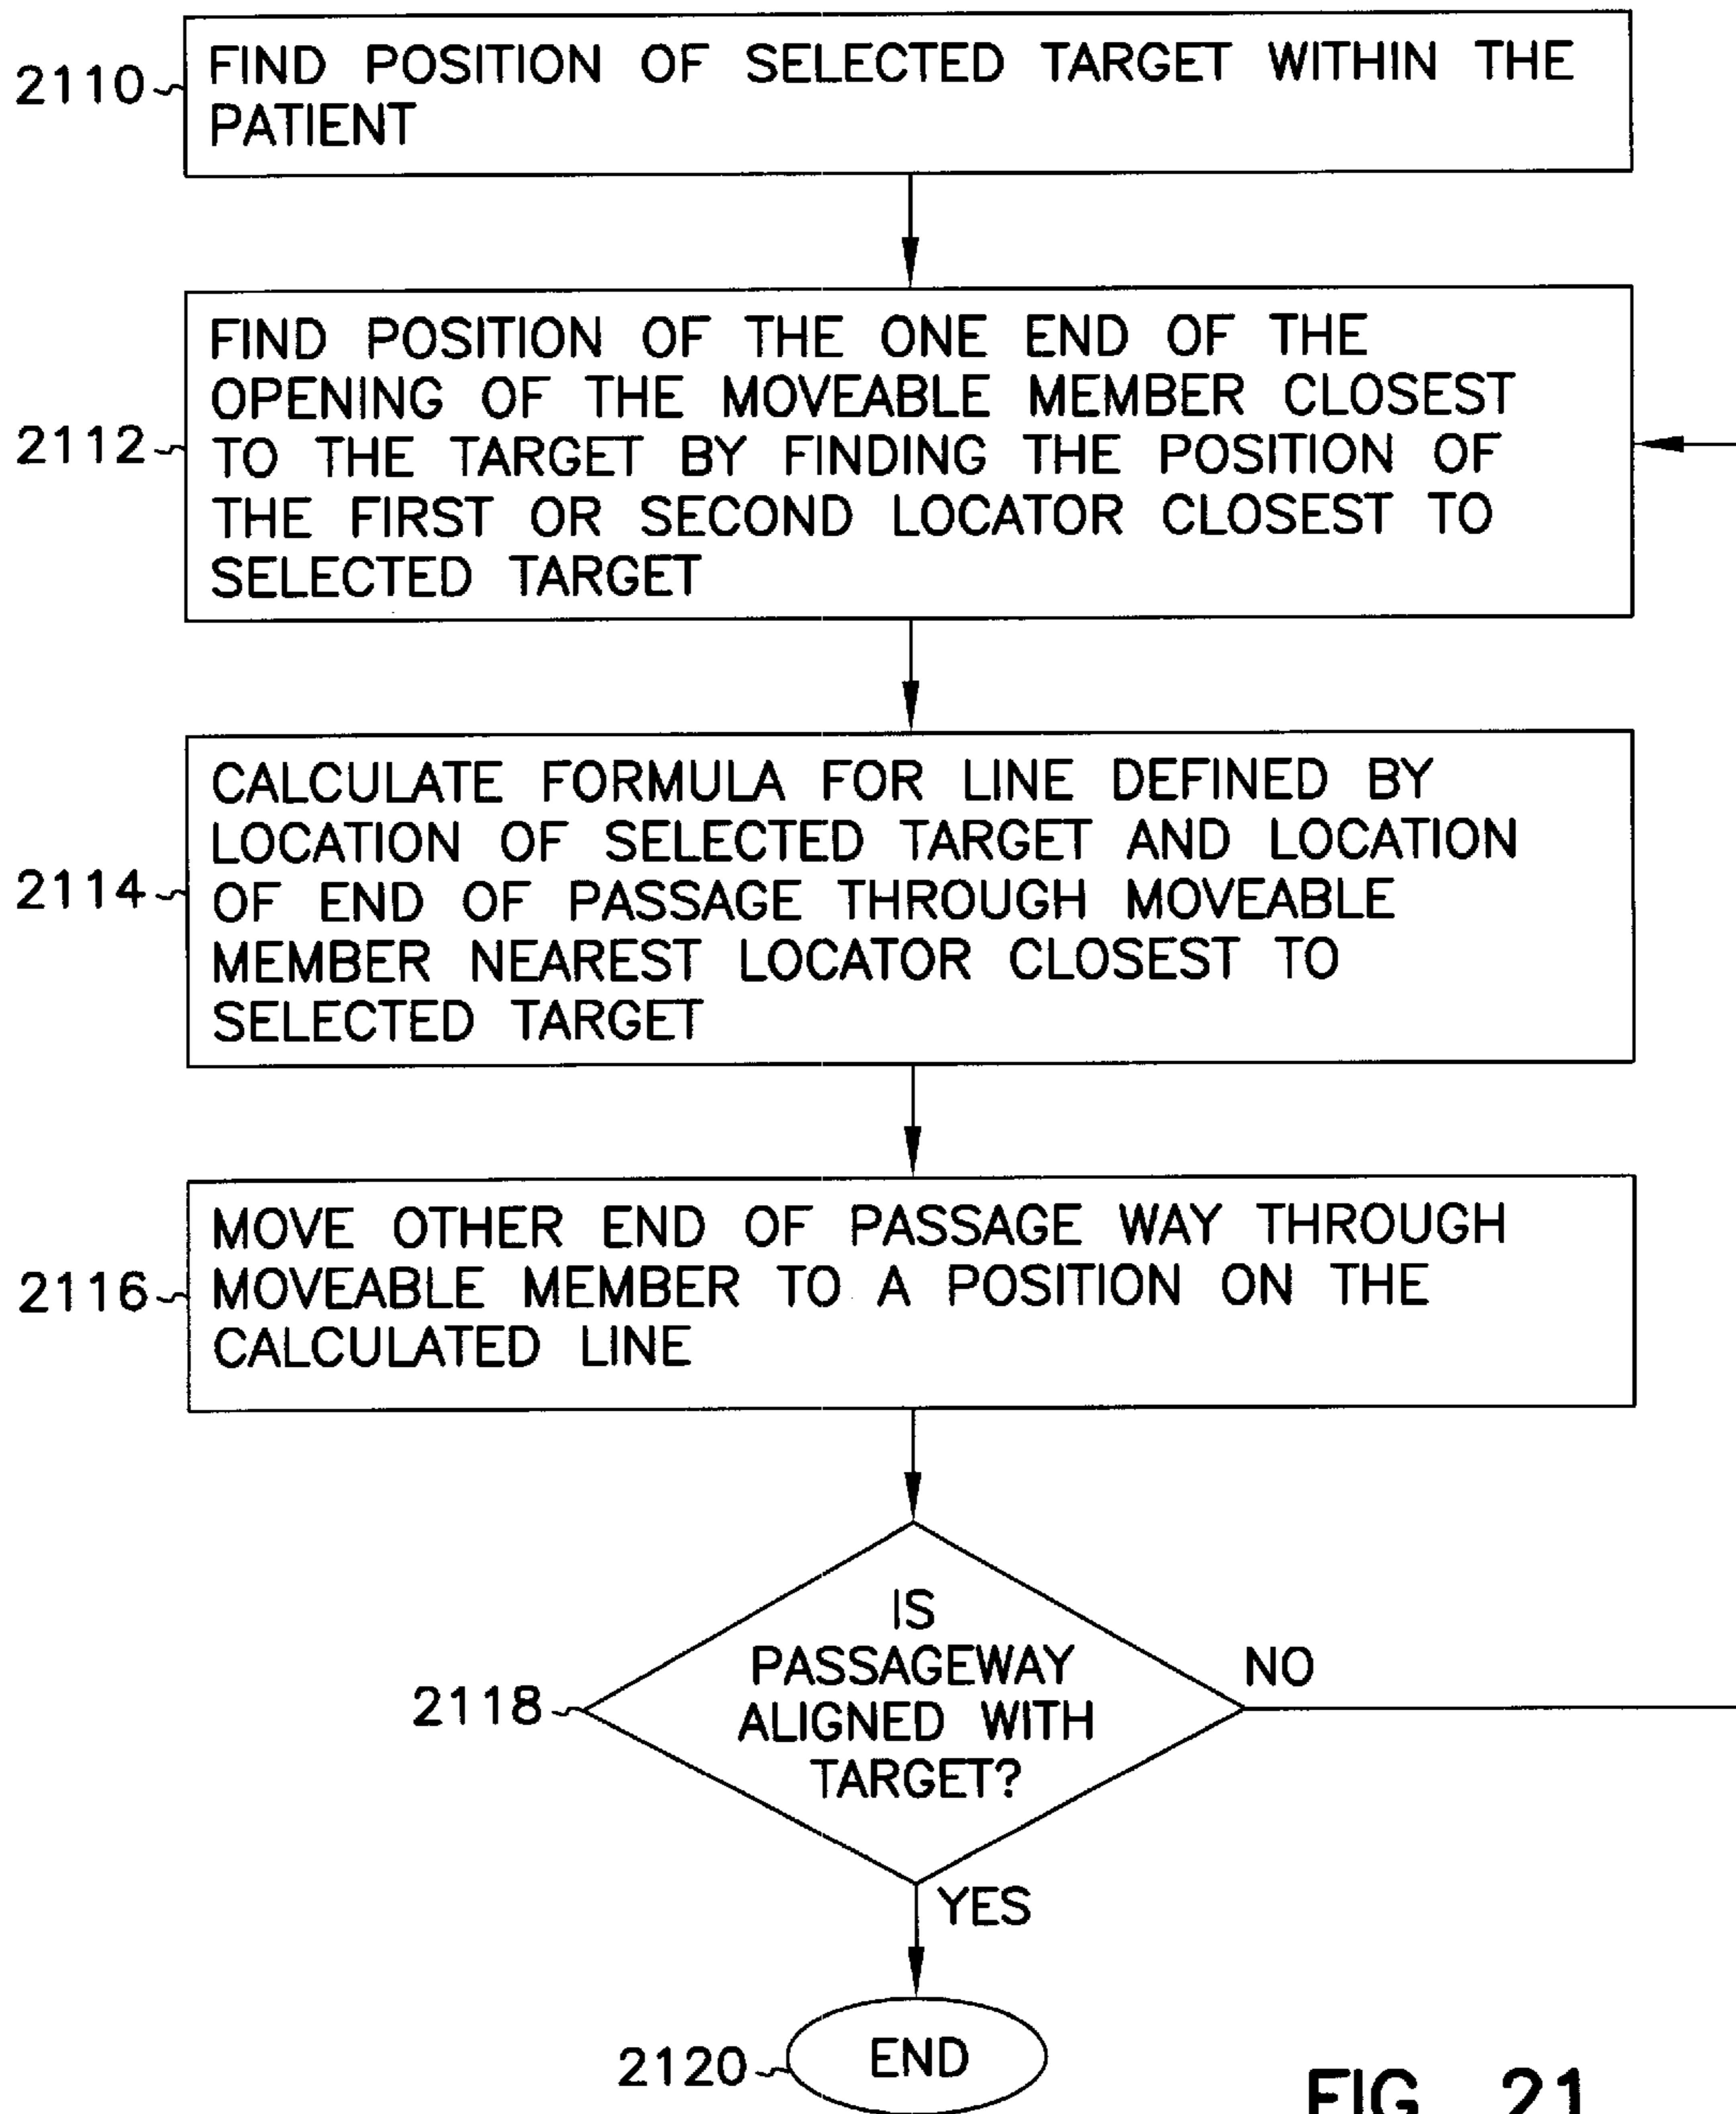 2110
FIND POSITION OF SELECTED TARGET WITHIN THE
PATIENT
2112
FIND POSITION OF THE ONE END OF THE
OPENING OF THE MOVEABLE MEMBER CLOSEST
TO THE TARGET BY FINDING THE POSITION OF
THE FIRST OR SECOND LOCATOR CLOSEST TO
SELECTED TARGET
2114
CALCULATE FORMULA FOR LINE DEFINED BY
LOCATION OF SELECTED TARGET AND LOCATION
OF END OF PASSAGE THROUGH MOVEABLE
MEMBER NEAREST LOCATOR CLOSEST TO
SELECTED TARGET
2116
MOVE OTHER END OF PASSAGE WAY THROUGH
MOVEABLE MEMBER TO A POSITION ON THE
CALCULATED LINE
2118
IS
PASSAGEWAY
ALIGNED WITH
TARGET?
NO
YES
2120
END
FIG. 21